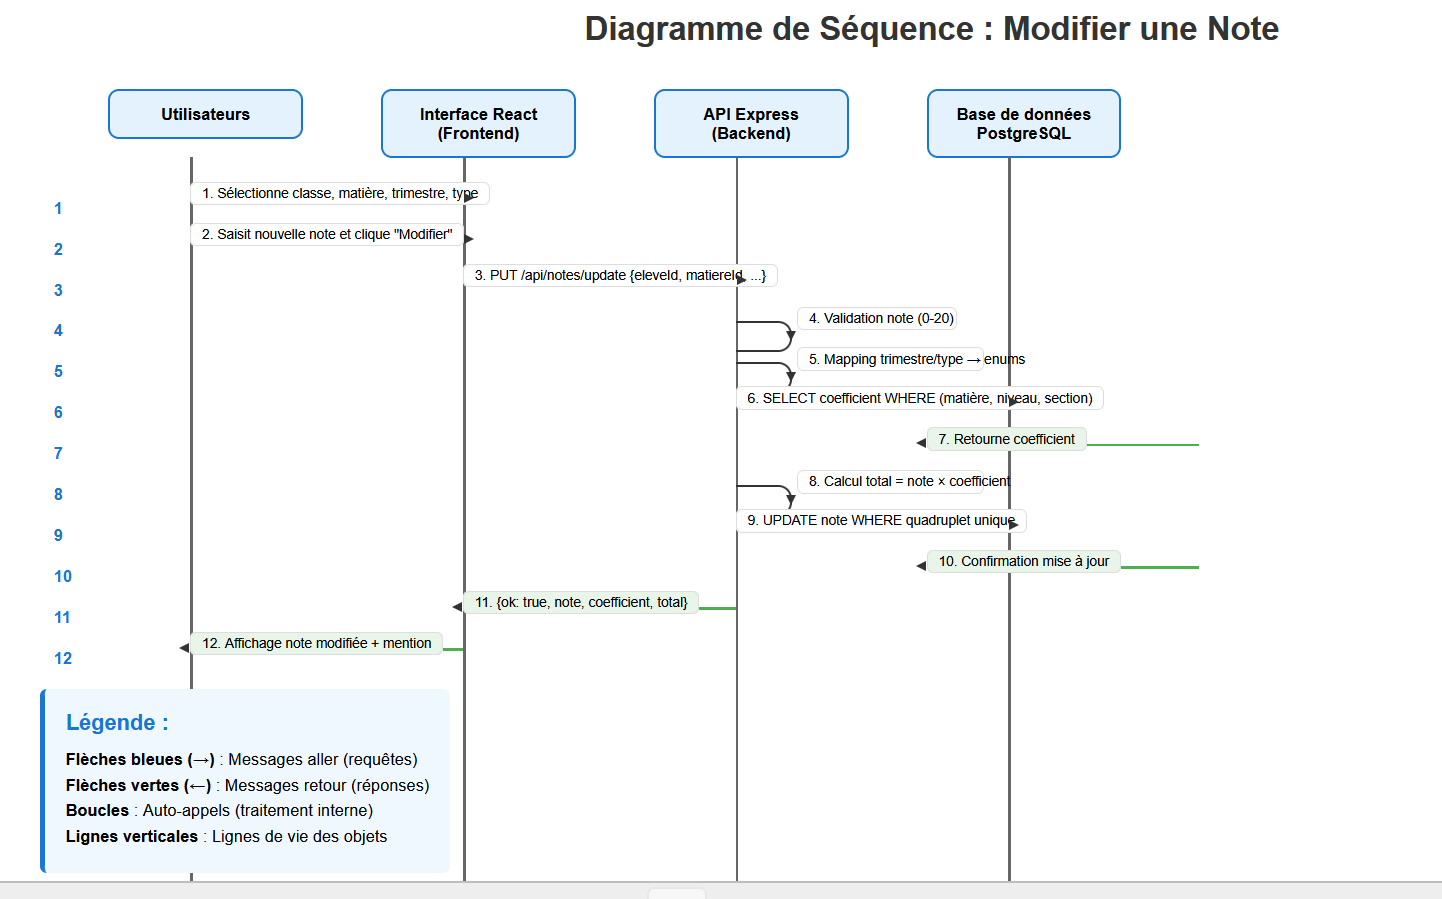 Diagramme de Séquence : Modifier une Note
Utilisateurs
Interface React
(Frontend)
API Express
(Backend)
Base de données
PostgreSQL
1. Sélectionne classe, matière, trimestre, type
1
2. Saisit nouvelle note et clique "Modifier"
2
3. PUT /api/notes/update {eleveId, matiereId, ...}
3
4. Validation note (0-20)
4
5. Mapping trimestre/type → enums
5
6. SELECT coefficient WHERE (matière, niveau, section)
6
7. Retourne coefficient
7
8. Calcul total = note × coefficient
8
9. UPDATE note WHERE quadruplet unique
9
10. Confirmation mise à jour
10
11. {ok: true, note, coefficient, total}
11
12. Affichage note modifiée + mention
12
Légende :
Flèches bleues (→) : Messages aller (requêtes)
Flèches vertes (←) : Messages retour (réponses)
Boucles : Auto-appels (traitement interne)
Lignes verticales : Lignes de vie des objets